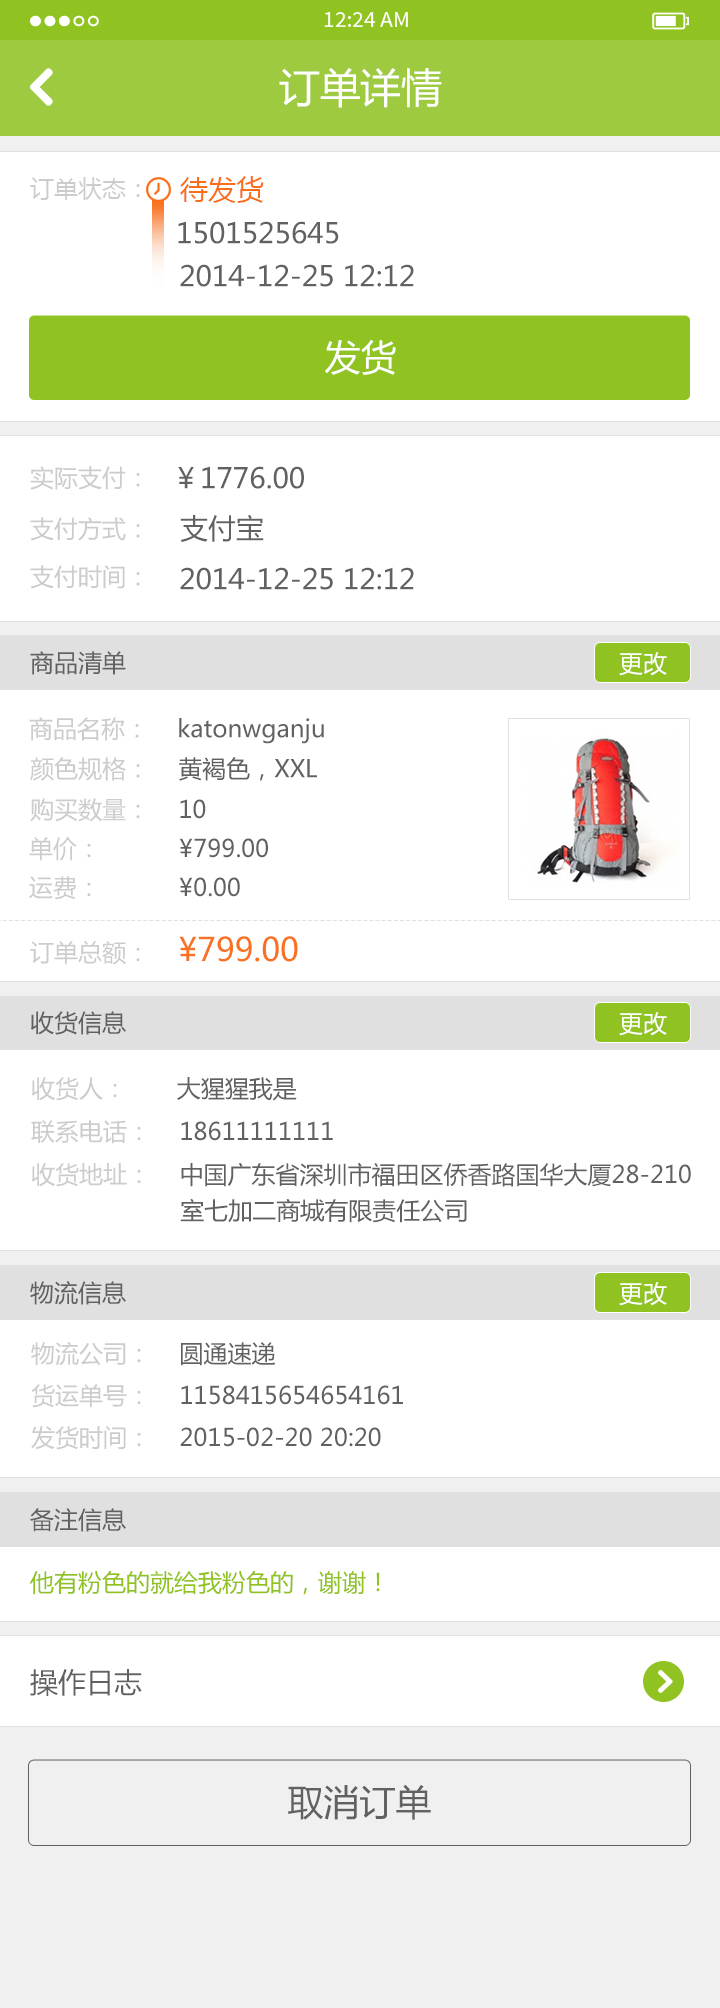 12:24 AM
订单详情
订单状态：待发货
1501525645
2014-12-25 12:12
发货
实际支付： ¥ 1776.00
支付方式： 支付宝
支付时间： 2014-12-25 12:12
商品清单 更改
商品名称： katonwganju
颜色规格： 黄褐色，XXL
购买数量： 10
单价： ¥799.00
运费： ¥0.00
订单总额： ¥799.00
收货信息 更改
收货人： 大猩猩我是
联系电话： 18611111111
收货地址： 中国广东省深圳市福田区侨香路国华大厦28-210
室七加二商城有限责任公司
物流信息 更改
物流公司： 圆通速递
货运单号： 1158415654654161
发货时间： 2015-02-20 20:20
备注信息
他有粉色的就给我粉色的，谢谢！
操作日志
取消订单